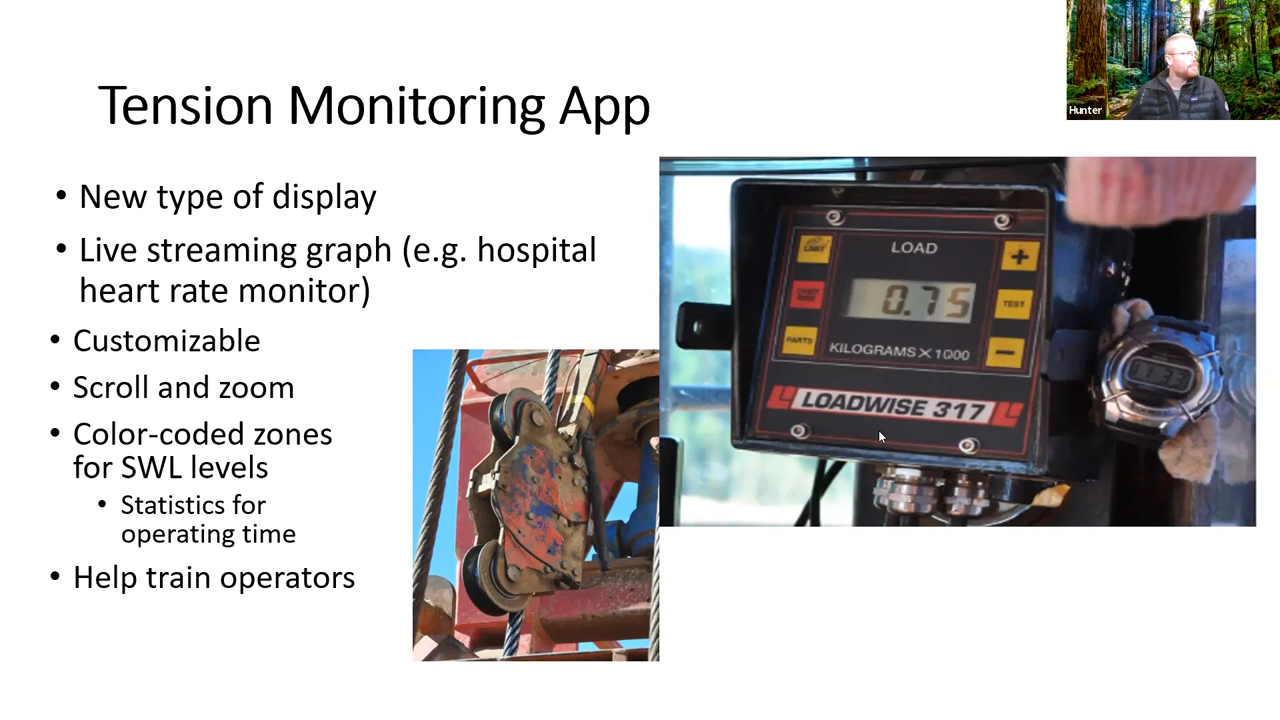 Tension Monitoring App
Hunter
• New type of display
• Live streaming graph (e.g. hospital
heart rate monitor)
• Customizable
• Scroll and zoom
• Color-coded zones
for SWL levels
• Statistics for
operating time
• Help train operators
LOAD
LIMIT
+
0.75
TEST
PARTS
KILOGRAMS X 1000
−
LOADWISE 317